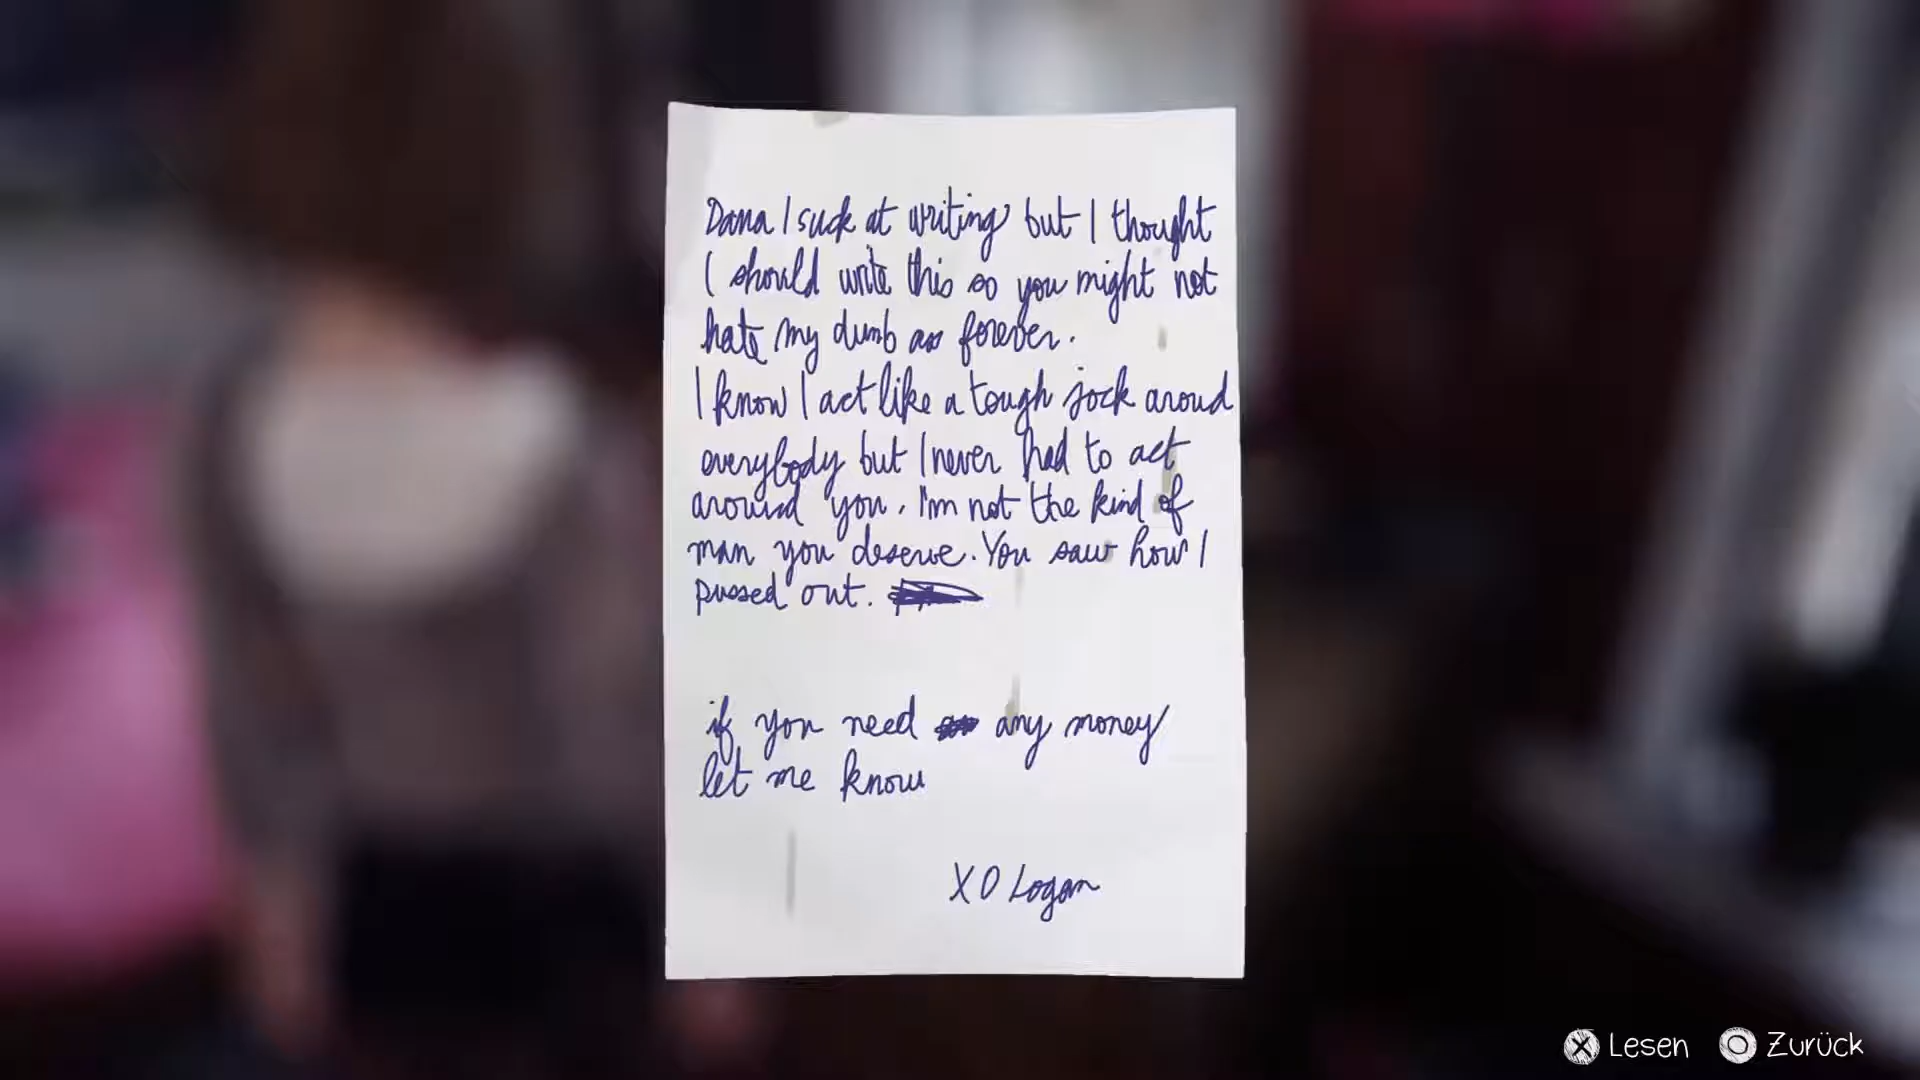 Dana I suck at writing but I thought
I should write this so you might not
hate my dumb ass forever.
I know I act like a tough jock aroud
everybody but I never had to act
around you. I'm not the kind of
man you deserve. You saw how I
pussed out.
if you need any money
let me know
XO Logan
Lesen
Zurück